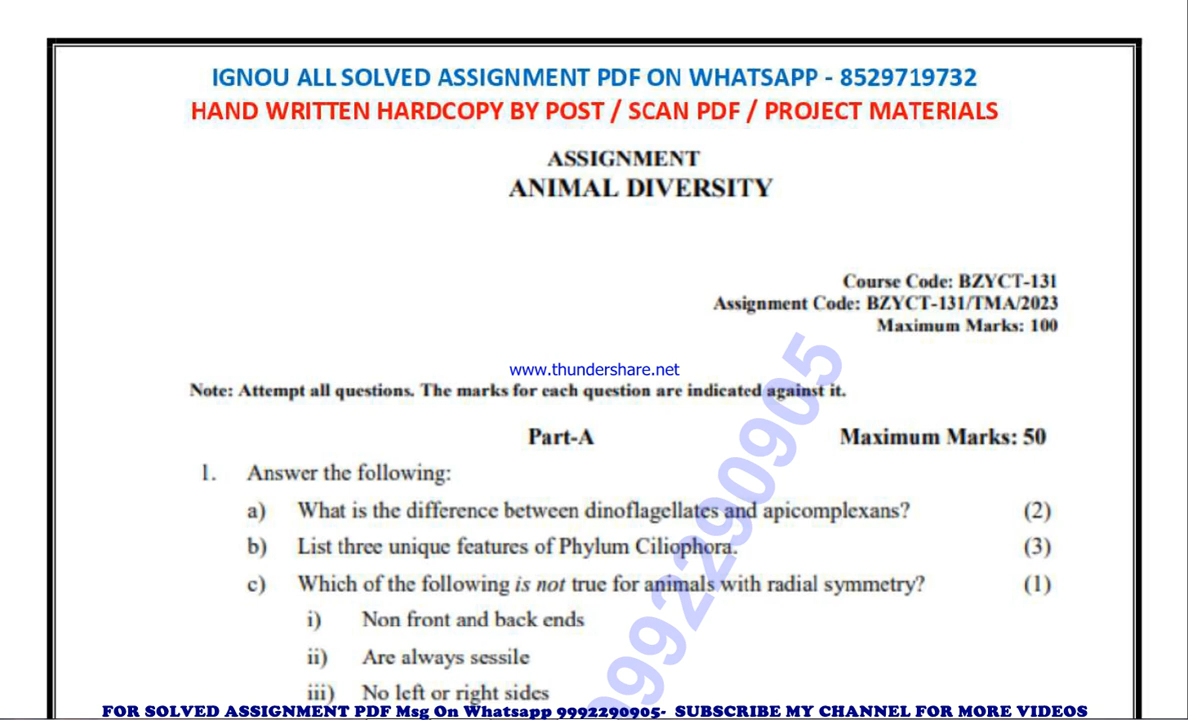 IGNOU ALL SOLVED ASSIGNMENT PDF ON WHATSAPP - 8529719732
HAND WRITTEN HARDCOPY BY POST / SCAN PDF / PROJECT MATERIALS
ASSIGNMENT
ANIMAL DIVERSITY
Course Code: BZYCT-131
Assignment Code: BZYCT-131/TMA/2023
Maximum Marks: 100
www.thundershare.net
Note: Attempt all questions. The marks for each question are indicated against it.
Part-A Maximum Marks: 50
1. Answer the following:
a) What is the difference between dinoflagellates and apicomplexans? (2)
b) List three unique features of Phylum Ciliophora. (3)
c) Which of the following is not true for animals with radial symmetry? (1)
i) Non front and back ends
ii) Are always sessile
iii) No left or right sides
9992290905
FOR SOLVED ASSIGNMENT PDF Msg On Whatsapp 9992290905- SUBSCRIBE MY CHANNEL FOR MORE VIDEOS